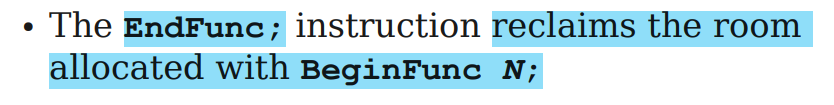 • The EndFunc; instruction reclaims the room
allocated with BeginFunc N;